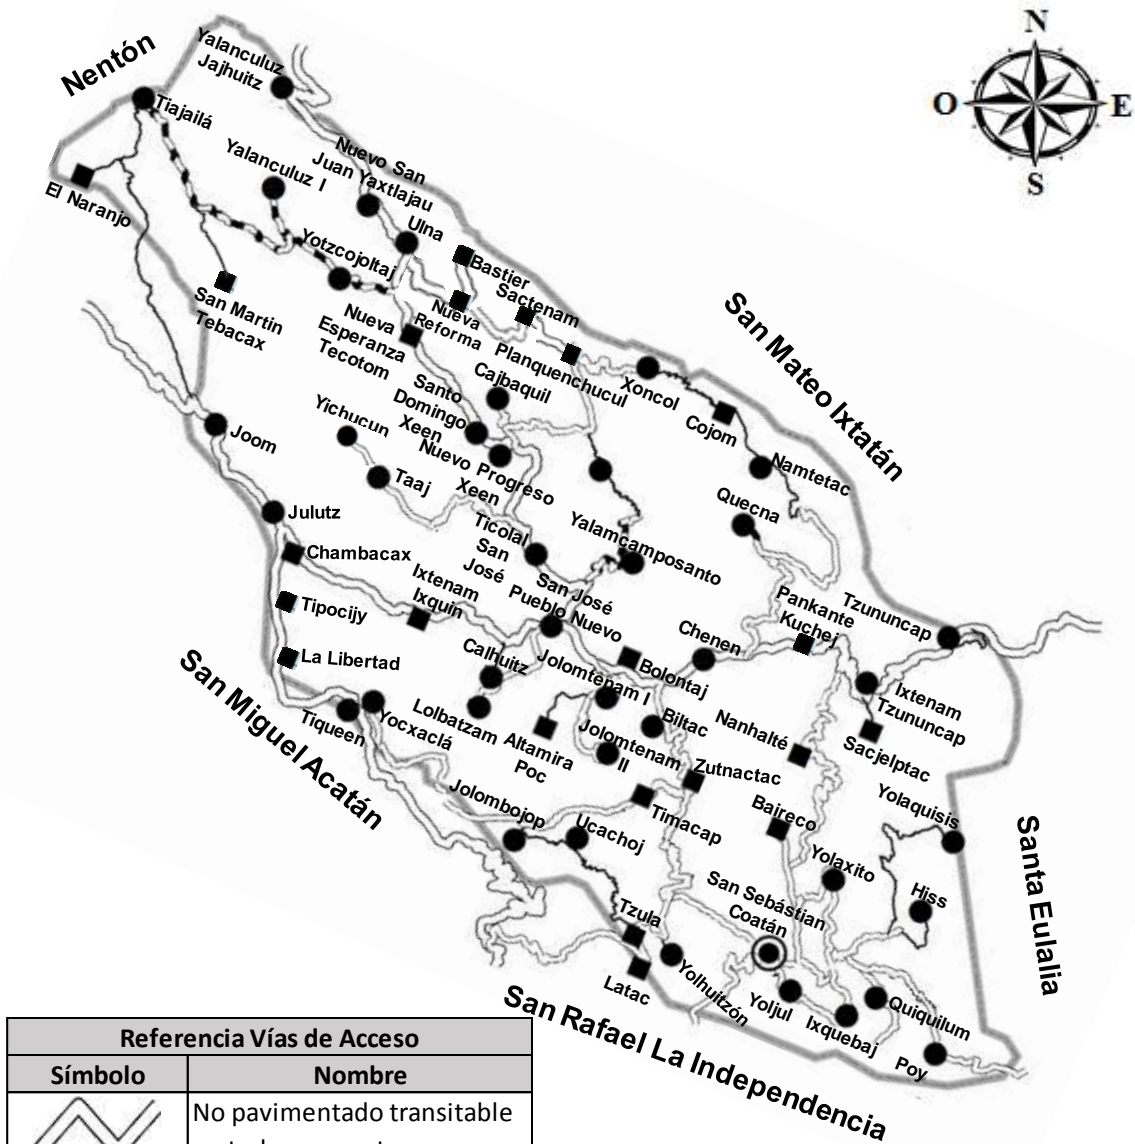 N
O
E
S
Nentón
Yalanculuz
Jajhuitz
Tiajailá
Yalanculuz I
El Naranjo
Nuevo San
Juan Yaxtlajau
Ulna
Yotzcojoltaj
Bastier
Sactenam
San Martin
Tebacax
Nueva
Reforma
Nueva
Esperanza
Tecotom
Planquenchucul
San Mateo Ixtatán
Xoncol
Cojom
Cajbaquil
Santo
Domingo
Xeen
Yichucun
Joom
Nuevo Progreso
Xeen
Taaj
Namtetac
Quecna
Julutz
Chambacax
Ticolal
San
José
Yalamcamposanto
Ixtenam
Ixquin
San José
Pueblo Nuevo
Tipocijy
Pankante
Kuchej
Tzununcap
La Libertad
Calhuitz
Chenen
Jolomtenam I
Bolontaj
San Miguel Acatán
Tiqueen
Yocxaclá
Lolbatzam
Altamira
Poc
Jolomtenam
II
Biltac
Nanhalté
Ixtenam
Tzununcap
Sacjelptac
Zutnactac
Jolombojop
Ucachoj
Timacap
Baireco
Yolaquisis
Yolaxito
Santa Eulalia
San Sebástian
Coatán
Hiss
Tzula
Latac
Yolhuitzón
Yoljul
Ixquebaj
Quiquilum
Poy
San Rafael La Independencia
Referencia Vías de Acceso
Símbolo
Nombre
No pavimentado transitable